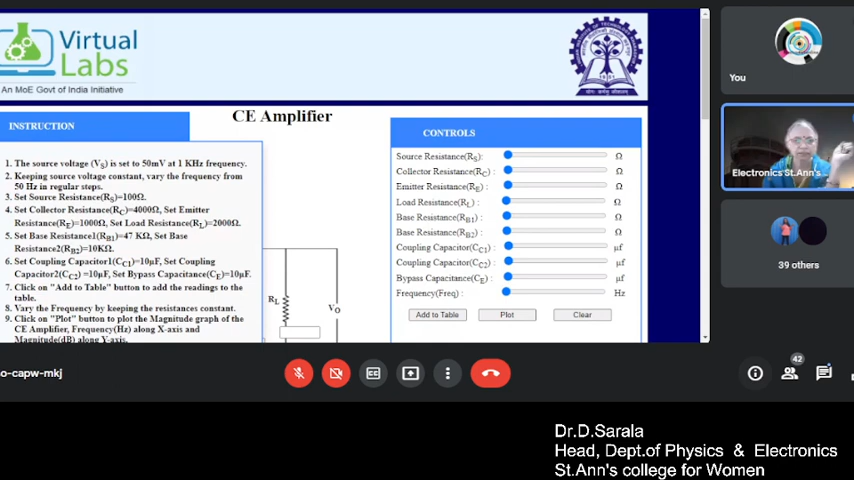 Virtual
Labs
An MoE Govt of India Initiative
CE Amplifier
INSTRUCTION
1. The source voltage (VS) is set to 50mV at 1 KHz frequency.
2. Keeping source voltage constant, vary the frequency from
50 Hz in regular steps.
3. Set Source Resistance(RS)=100Ω.
4. Set Collector Resistance(RC)=4000Ω, Set Emitter
Resistance(RE)=1000Ω, Set Load Resistance(RL)=2000Ω.
5. Set Base Resistance1(RB1)=47 KΩ, Set Base
Resistance2(RB2)=10KΩ.
6. Set Coupling Capacitor1(CC1)=10μF, Set Coupling
Capacitor2(CC2)=10μF, Set Bypass Capacitance(CE)=10μF.
7. Click on "Add to Table" button to add the readings to the
table.
8. Vary the Frequency by keeping the resistances constant.
9. Click on "Plot" button to plot the Magnitude graph of the
CE Amplifier, Frequency(Hz) along X-axis and
Magnitude(dB) along Y-axis.
RL
VO
CONTROLS
Source Resistance(RS): Ω
Collector Resistance(RC) : Ω
Emitter Resistance(RE) : Ω
Load Resistance(RL) : Ω
Base Resistance(RB1) : Ω
Base Resistance(RB2) : Ω
Coupling Capacitor(CC1) : μf
Coupling Capacitor(CC2) : μf
Bypass Capacitance(CE) : μf
Frequency(Freq) : Hz
Add to Table Plot Clear
You
Electronics St.Ann's
39 others
o-capw-mkj
42
Dr.D.Sarala
Head, Dept.of Physics & Electronics
St.Ann's college for Women